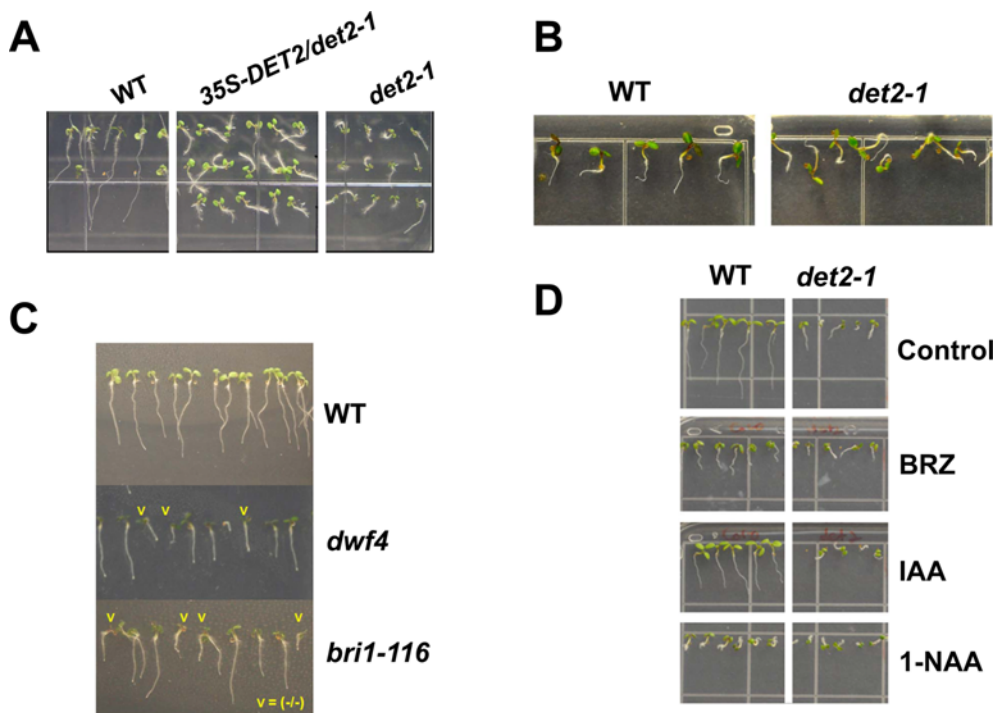 A
WT
35S-DET2/det2-1
det2-1
B
WT
det2-1
C
WT
v v v
dwf4
v v v v
bri1-116
v = (-/-)
D
WT
det2-1
Control
BRZ
IAA
1-NAA